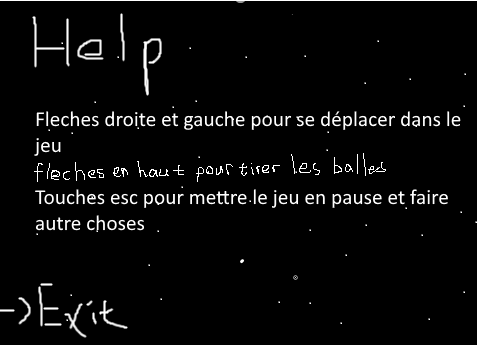 Help
Fleches droite et gauche pour se déplacer dans le
jeu
fleches en haut pour tirer les balles
Touches esc pour mettre le jeu en pause et faire
autre choses
->Exit